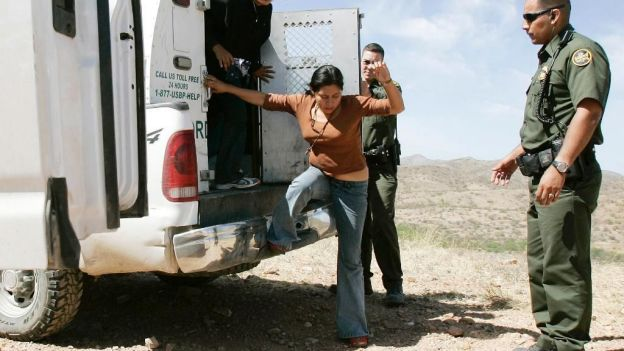 CALL US TOLL FREE
24 HOURS
1-877-USBP-HELP